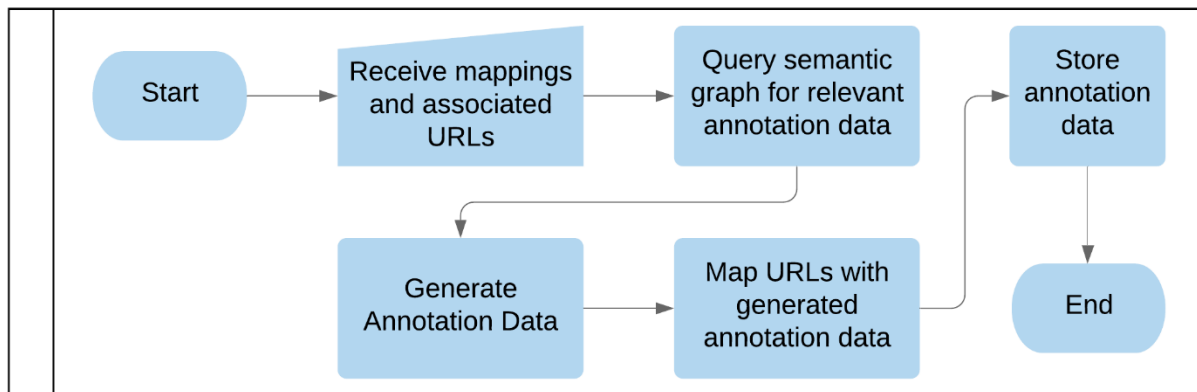 Start
Receive mappings
and associated
URLs
Query semantic
graph for relevant
annotation data
Generate
Annotation Data
Map URLs with
generated
annotation data
Store
annotation
data
End